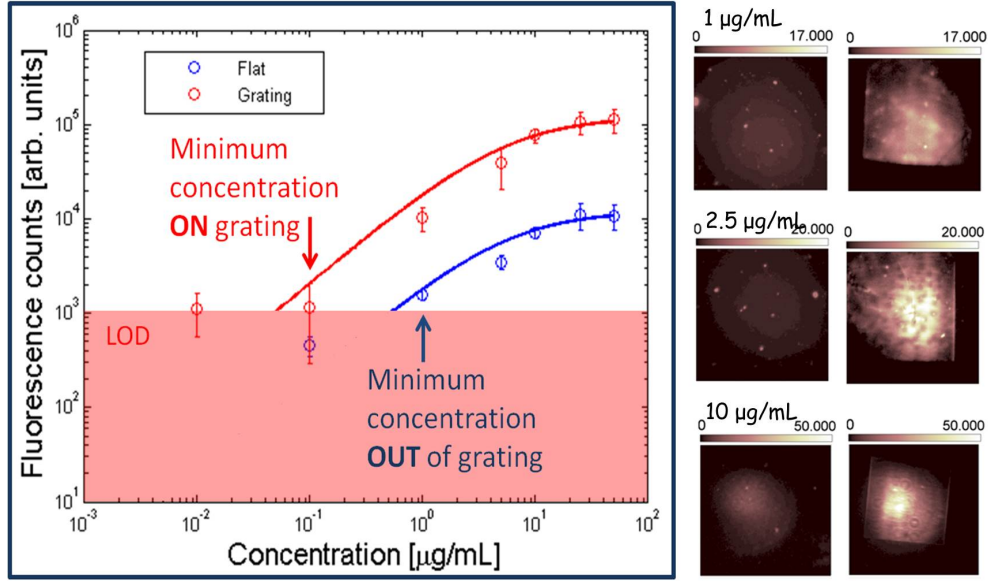 Fluorescence counts [arb. units]
10^6
10^5
10^4
10^3
10^2
10^1
Flat
Grating
Minimum
concentration
ON grating
LOD
Minimum
concentration
OUT of grating
10^-3
10^-2
10^-1
10^0
10^1
10^2
Concentration [µg/mL]
1 µg/mL
0 17.000 0 17.000
2.5 µg/mL
0 20.000 0 20.000
10 µg/mL
0 50.000 0 50.000